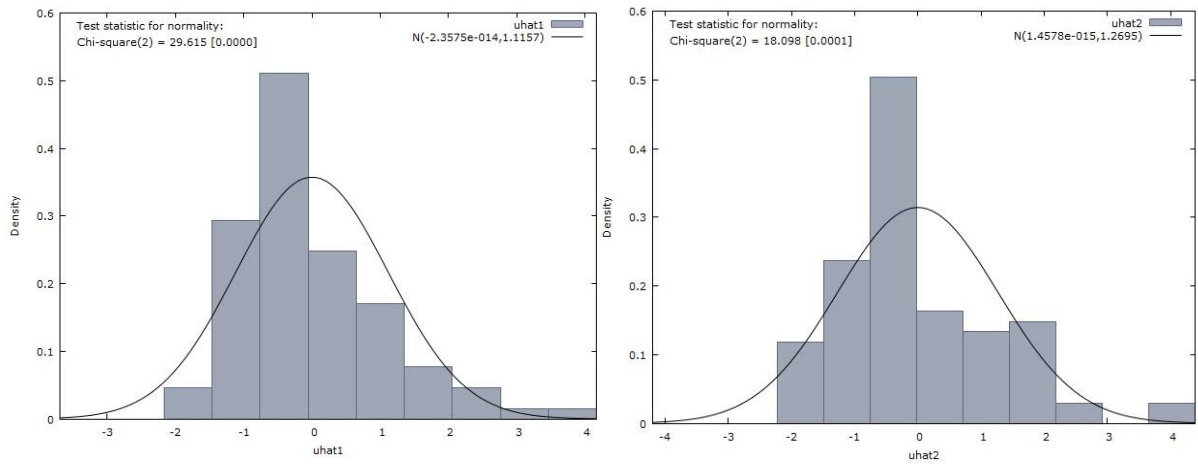 Test statistic for normality:
Chi-square(2) = 29.615 [0.0000]
uhat1
N(-2.3575e-014,1.1157)
0.6
0.5
0.4
0.3
0.2
0.1
0
Density
-3
-2
-1
0
1
2
3
4
uhat1
Test statistic for normality:
Chi-square(2) = 18.098 [0.0001]
uhat2
N(1.4578e-015,1.2695)
0.6
0.5
0.4
0.3
0.2
0.1
0
Density
-4
-3
-2
-1
0
1
2
3
4
uhat2